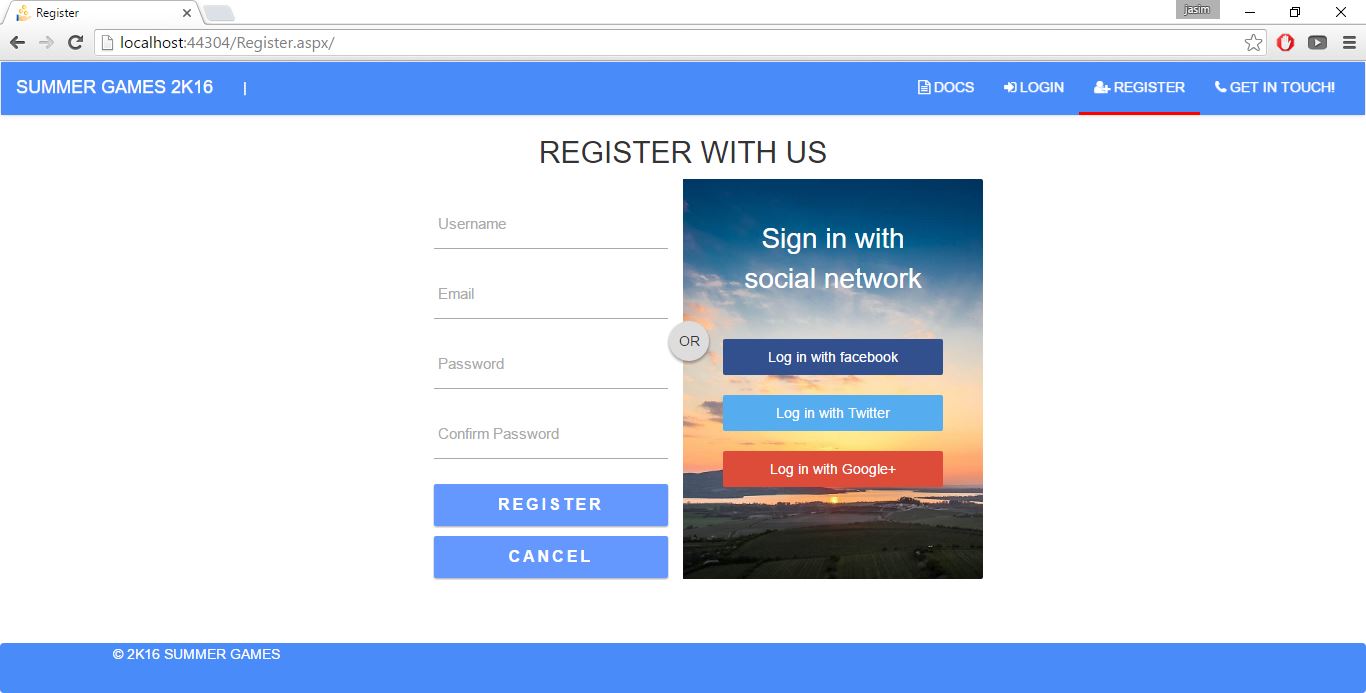 Register
jasim
localhost:44304/Register.aspx/
SUMMER GAMES 2K16 |
DOCS
LOGIN
REGISTER
GET IN TOUCH!
REGISTER WITH US
Username
Email
Password
Confirm Password
REGISTER
CANCEL
OR
Sign in with
social network
Log in with facebook
Log in with Twitter
Log in with Google+
© 2K16 SUMMER GAMES